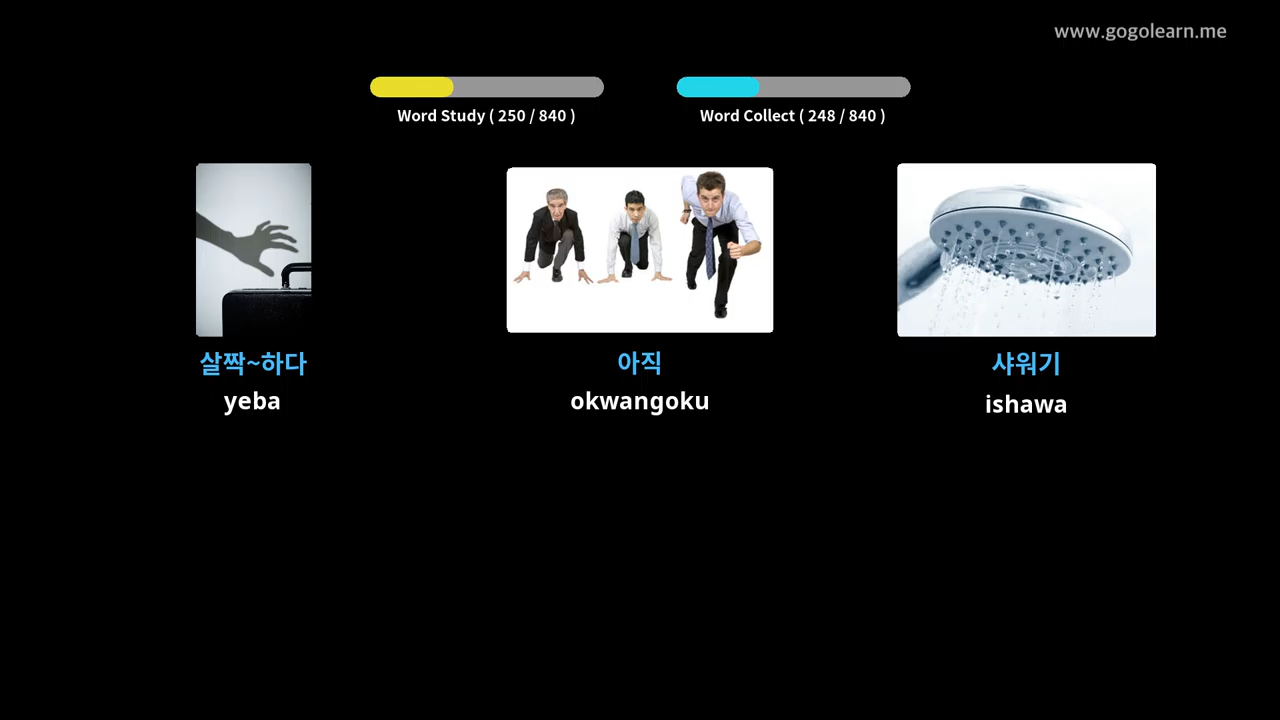 www.gogolearn.me
Word Study ( 250 / 840 )
Word Collect ( 248 / 840 )
살짝~하다
yeba
아직
okwangoku
샤워기
ishawa